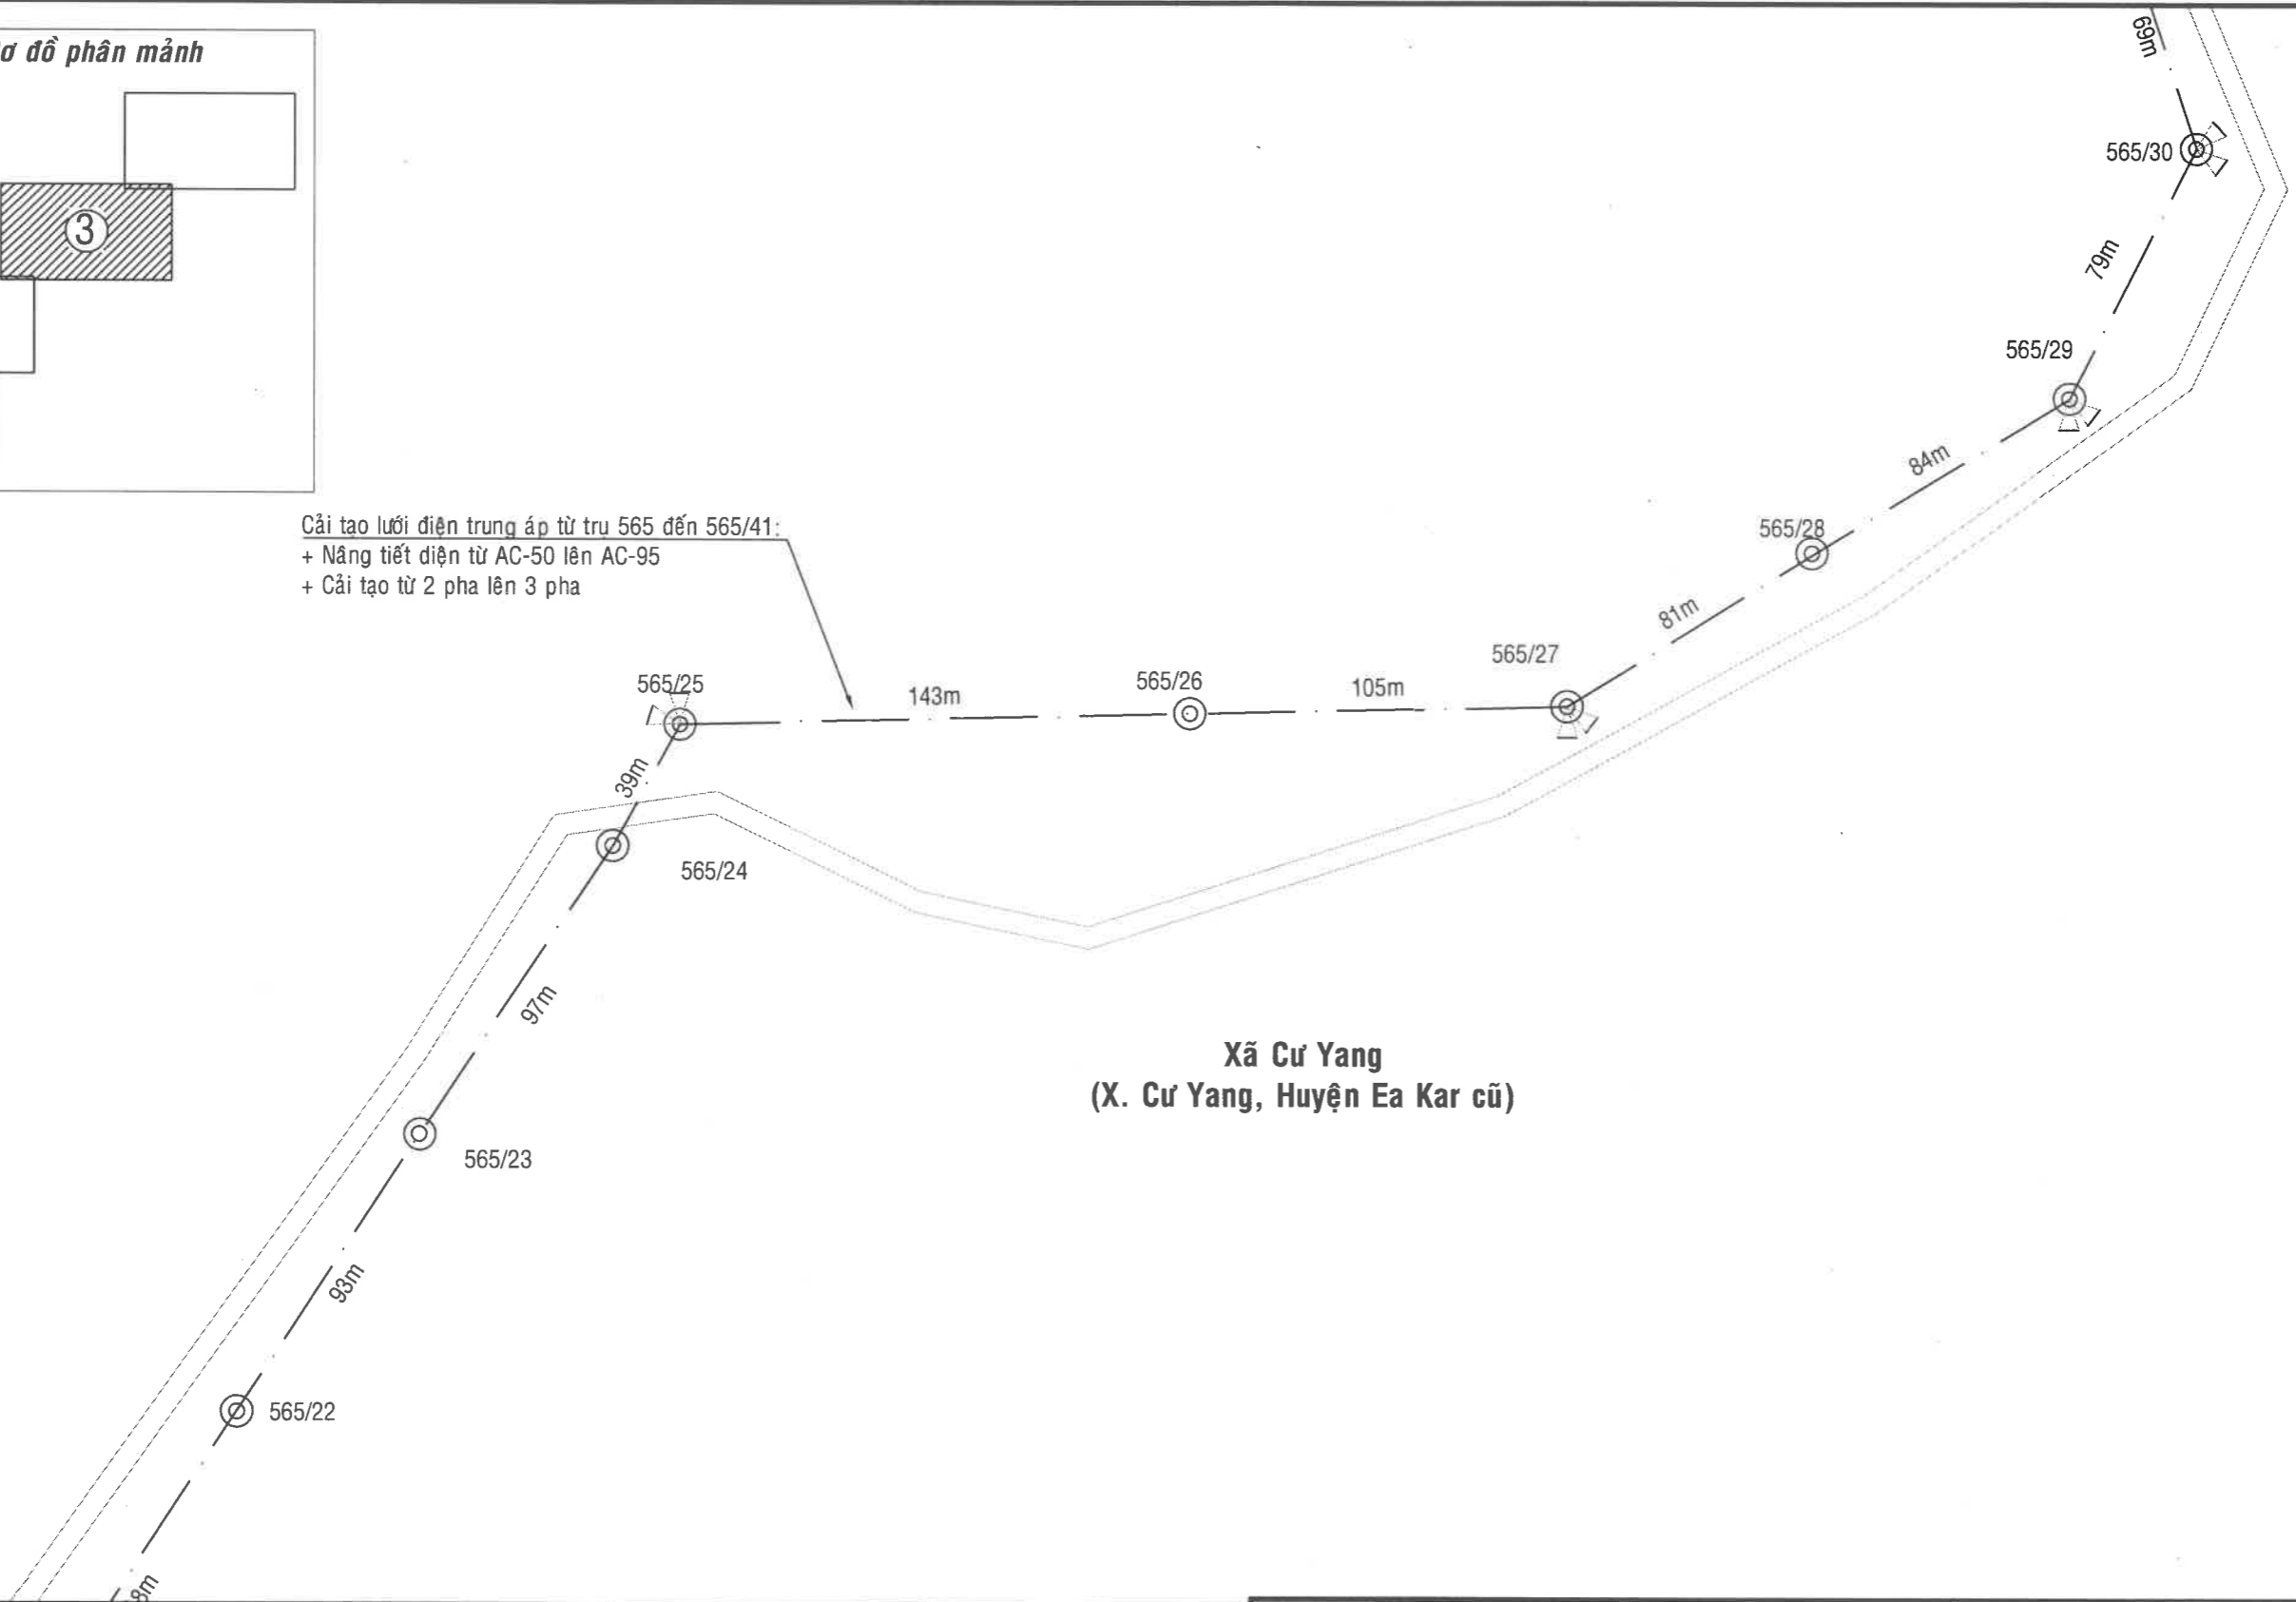 đồ phân mảnh
3
69m
565/30
79m
565/29
84m
565/28
81m
Cải tạo lưới điện trung áp từ trụ 565 đến 565/41:
+ Nâng tiết diện từ AC-50 lên AC-95
+ Cải tạo từ 2 pha lên 3 pha
565/27
565/25
143m
565/26
105m
39m
565/24
97m
Xã Cư Yang
(X. Cư Yang, Huyện Ea Kar cũ)
565/23
93m
565/22